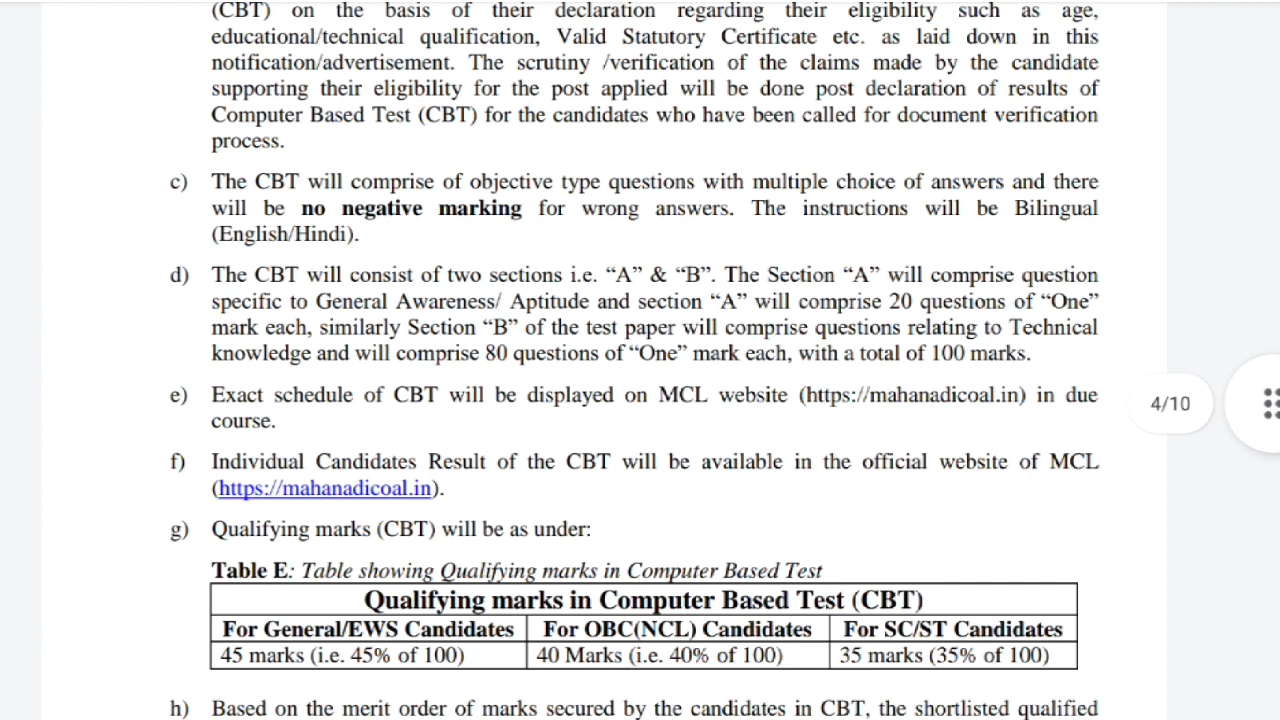 (CBT) on the basis of their declaration regarding their eligibility such as age,
educational/technical qualification, Valid Statutory Certificate etc. as laid down in this
notification/advertisement. The scrutiny /verification of the claims made by the candidate
supporting their eligibility for the post applied will be done post declaration of results of
Computer Based Test (CBT) for the candidates who have been called for document verification
process.
c) The CBT will comprise of objective type questions with multiple choice of answers and there
will be no negative marking for wrong answers. The instructions will be Bilingual
(English/Hindi).
d) The CBT will consist of two sections i.e. “A” & “B”. The Section “A” will comprise question
specific to General Awareness/ Aptitude and section “A” will comprise 20 questions of “One”
mark each, similarly Section “B” of the test paper will comprise questions relating to Technical
knowledge and will comprise 80 questions of “One” mark each, with a total of 100 marks.
e) Exact schedule of CBT will be displayed on MCL website (https://mahanadicoal.in) in due
course.
4/10
f) Individual Candidates Result of the CBT will be available in the official website of MCL
(https://mahanadicoal.in).
g) Qualifying marks (CBT) will be as under:
Table E: Table showing Qualifying marks in Computer Based Test
Qualifying marks in Computer Based Test (CBT)
For General/EWS Candidates For OBC(NCL) Candidates For SC/ST Candidates
45 marks (i.e. 45% of 100) 40 Marks (i.e. 40% of 100) 35 marks (35% of 100)
h) Based on the merit order of marks secured by the candidates in CBT, the shortlisted qualified